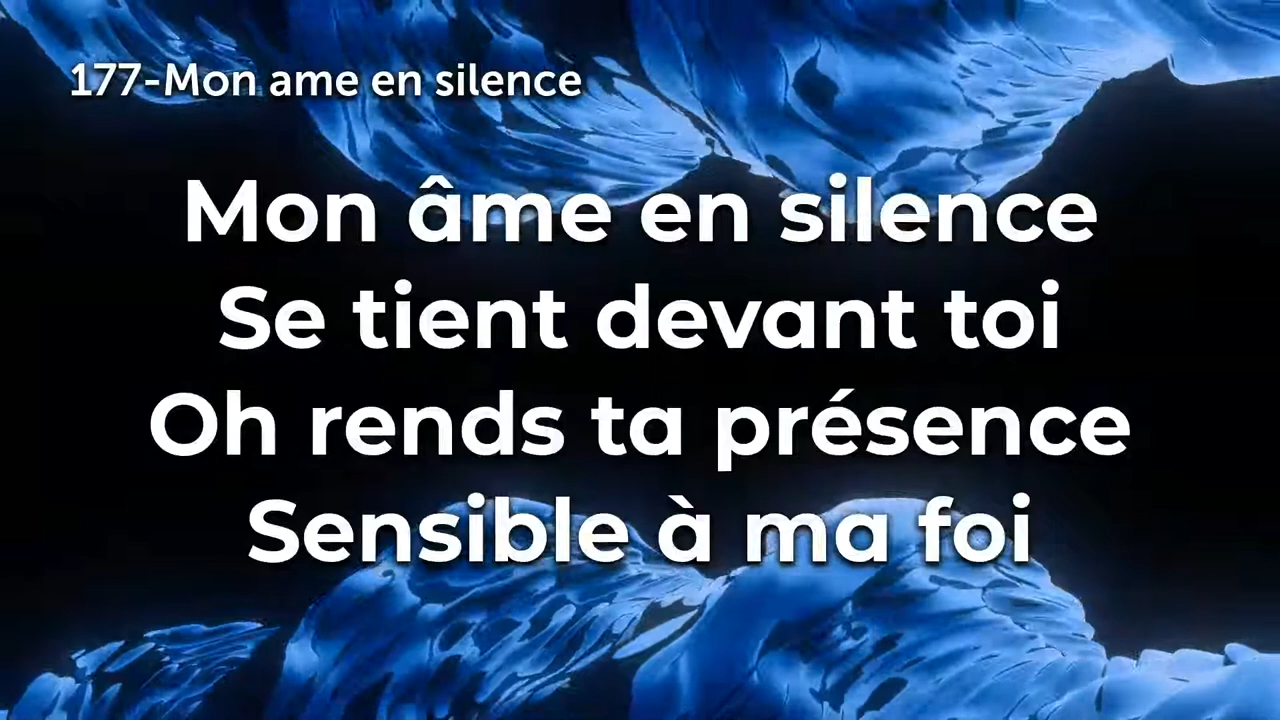 177-Mon ame en silence
Mon âme en silence
Se tient devant toi
Oh rends ta présence
Sensible à ma foi